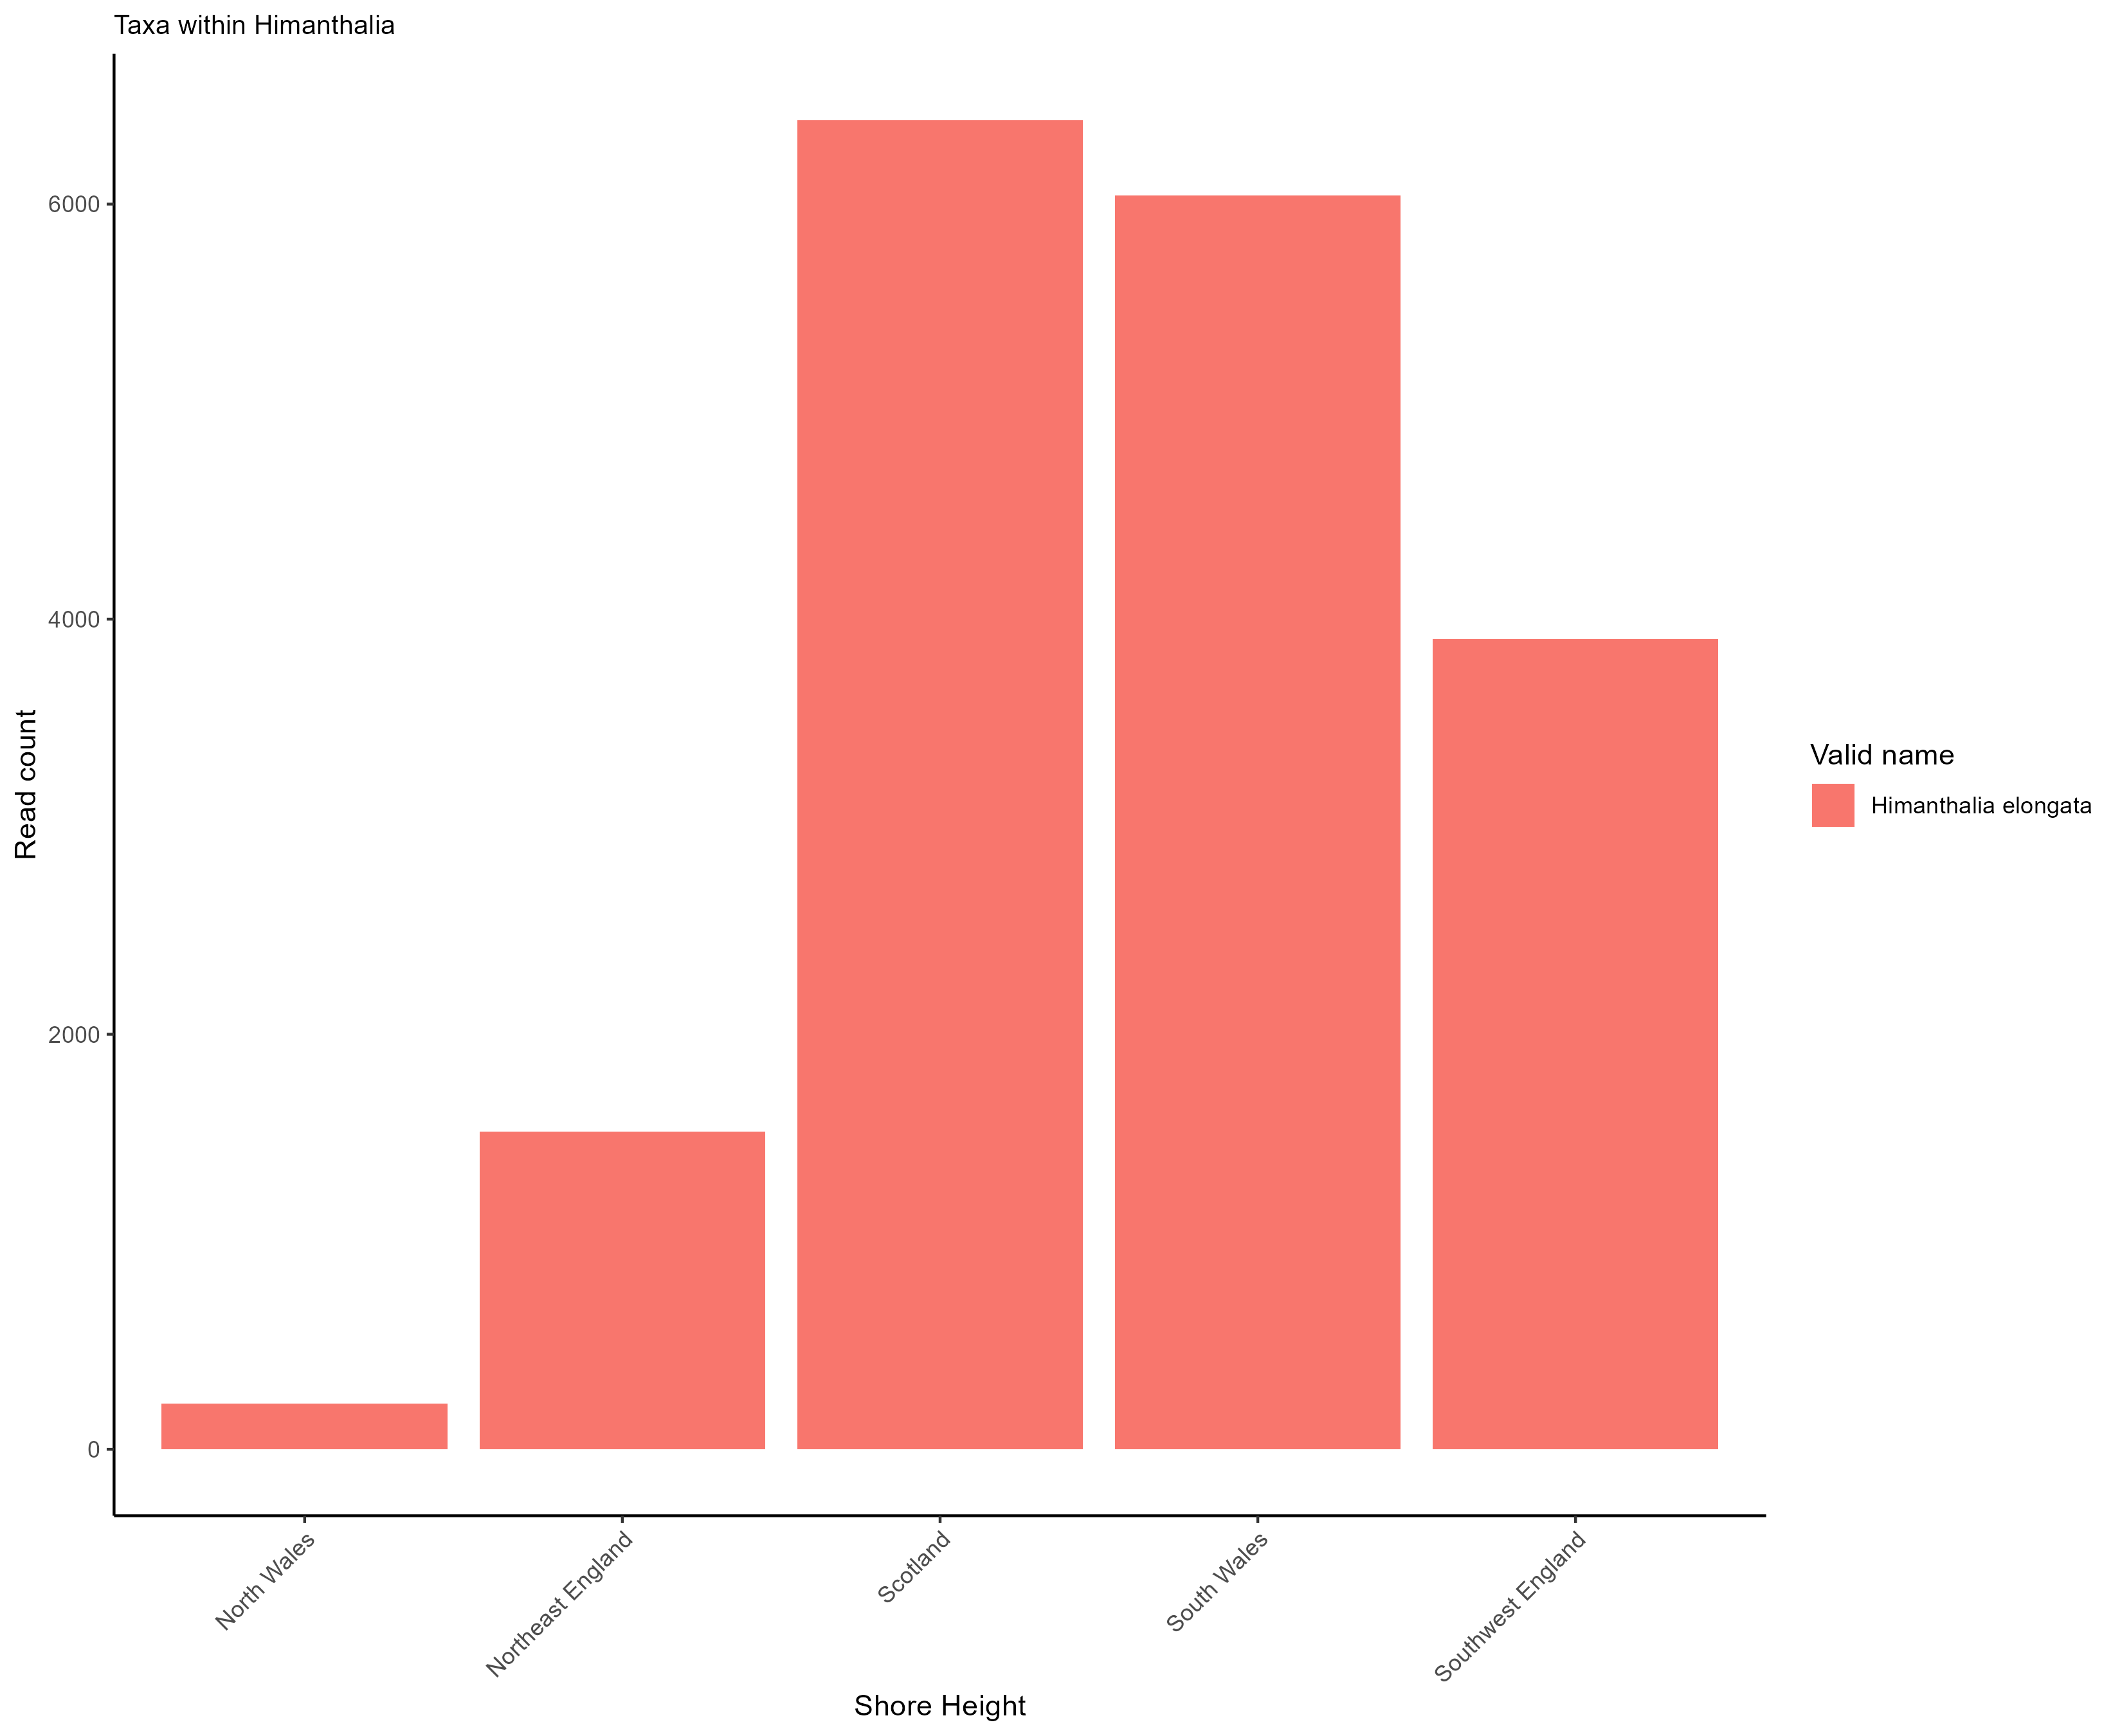 Taxa within Himanthalia
6000
4000
2000
0
Read count
North Wales
Northeast England
Scotland
South Wales
Southwest England
Shore Height
Valid name
Himanthalia elongata